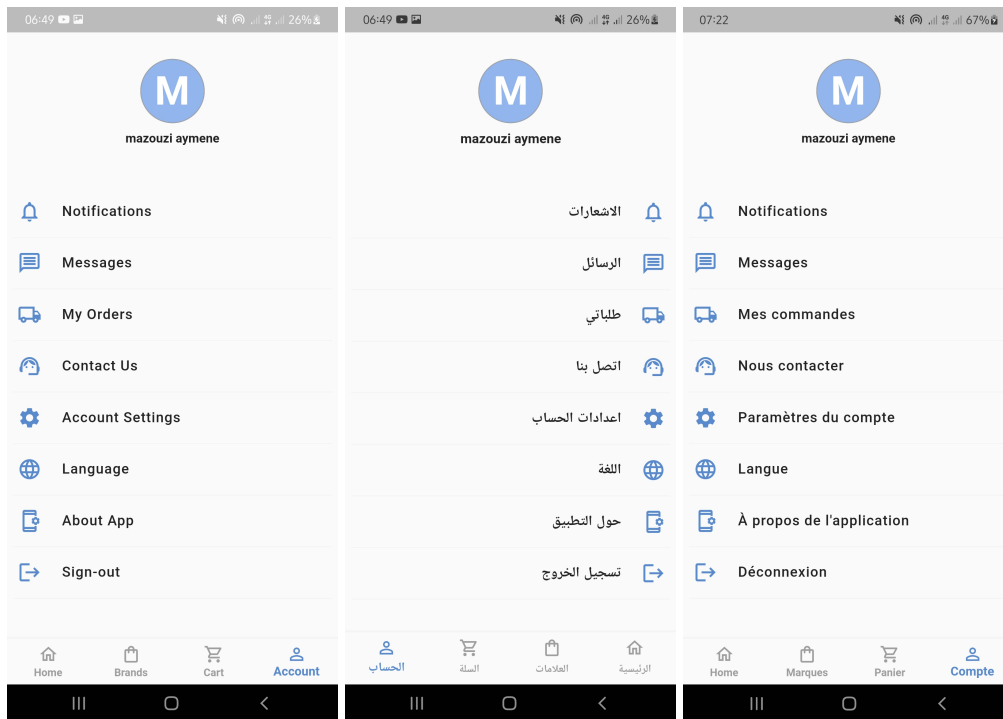 06:49
26%
M
mazouzi aymene
Notifications
Messages
My Orders
Contact Us
Account Settings
Language
About App
Sign-out
Home Brands Cart Account
06:49
4G
26%
M
mazouzi aymene
الاشعارات
الرسائل
طلباتي
اتصل بنا
اعدادات الحساب
اللغة
حول التطبيق
تسجيل الخروج
الرئيسية العلامات السلة الحساب
07:22
4G
67%
M
mazouzi aymene
Notifications
Messages
Mes commandes
Nous contacter
Paramètres du compte
Langue
À propos de l'application
Déconnexion
Home Marques Panier Compte